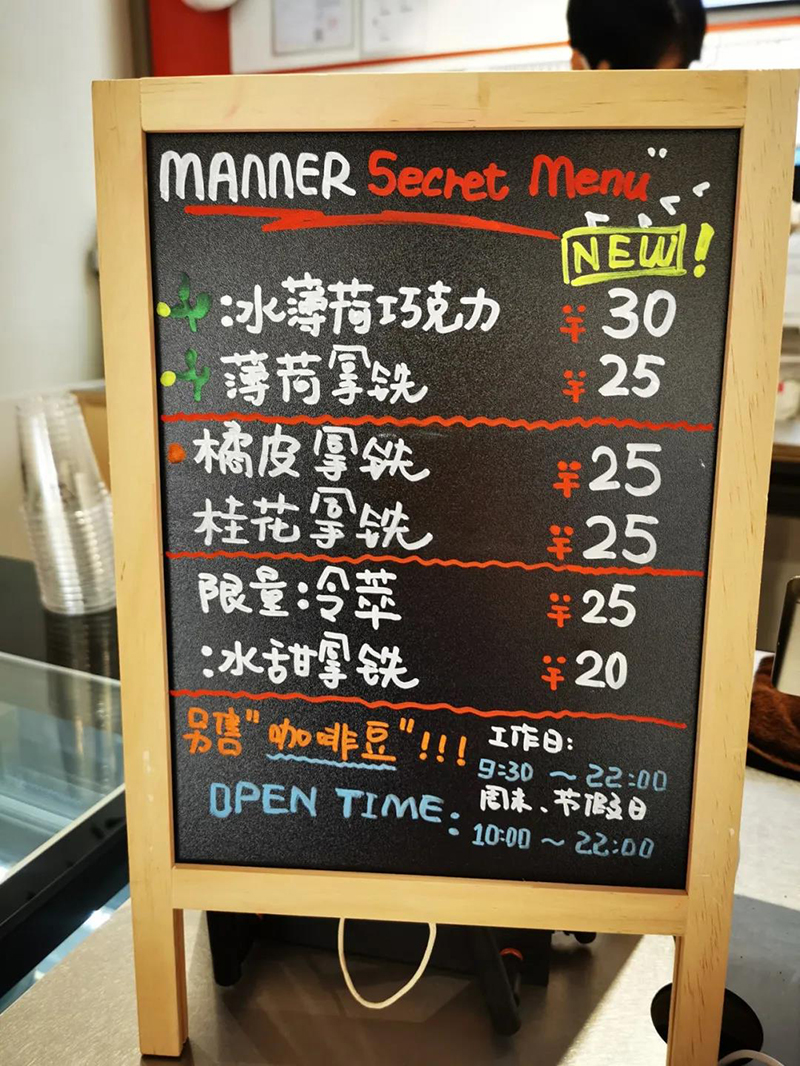 MANNER Secret Menu"
NEW!
:冰薄荷巧克力 ¥30
薄荷拿铁 ¥25
橘皮拿铁 ¥25
桂花拿铁 ¥25
限量:冷萃 ¥25
:冰甜拿铁 ¥20
另售"咖啡豆"!!!
工作日:
9:30 ~ 22:00
OPEN TIME:
周末、节假日
10:00 ~ 22:00